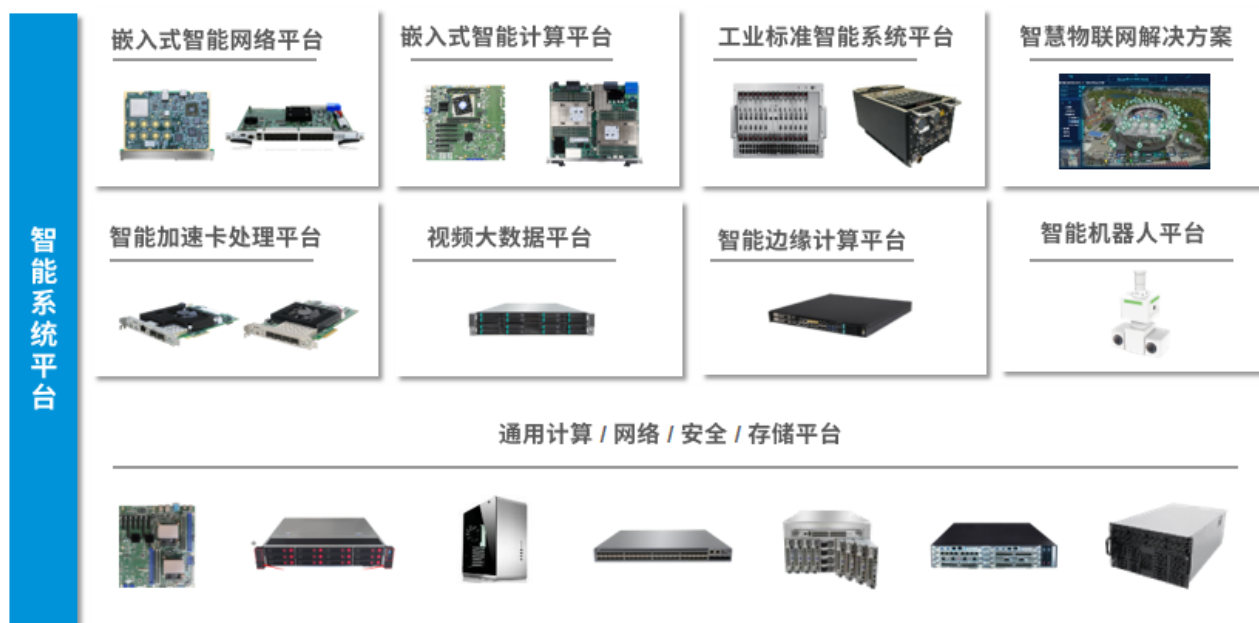 智能系统平台
嵌入式智能网络平台
嵌入式智能计算平台
工业标准智能系统平台
智慧物联网解决方案
智能加速卡处理平台
视频大数据平台
智能边缘计算平台
智能机器人平台
通用计算 / 网络 / 安全 / 存储平台